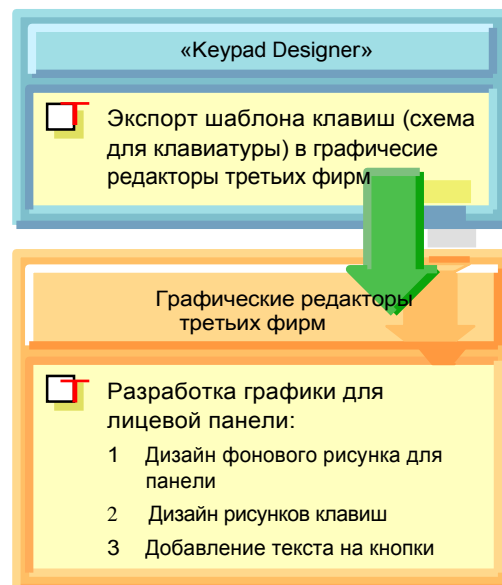 «Keypad Designer»
Экспорт шаблона клавиш (схема
для клавиатуры) в графичесие
редакторы третьих фирм
Графические редакторы
третьих фирм
Разработка графики для
лицевой панели:
1 Дизайн фонового рисунка для
панели
2 Дизайн рисунков клавиш
3 Добавление текста на кнопки